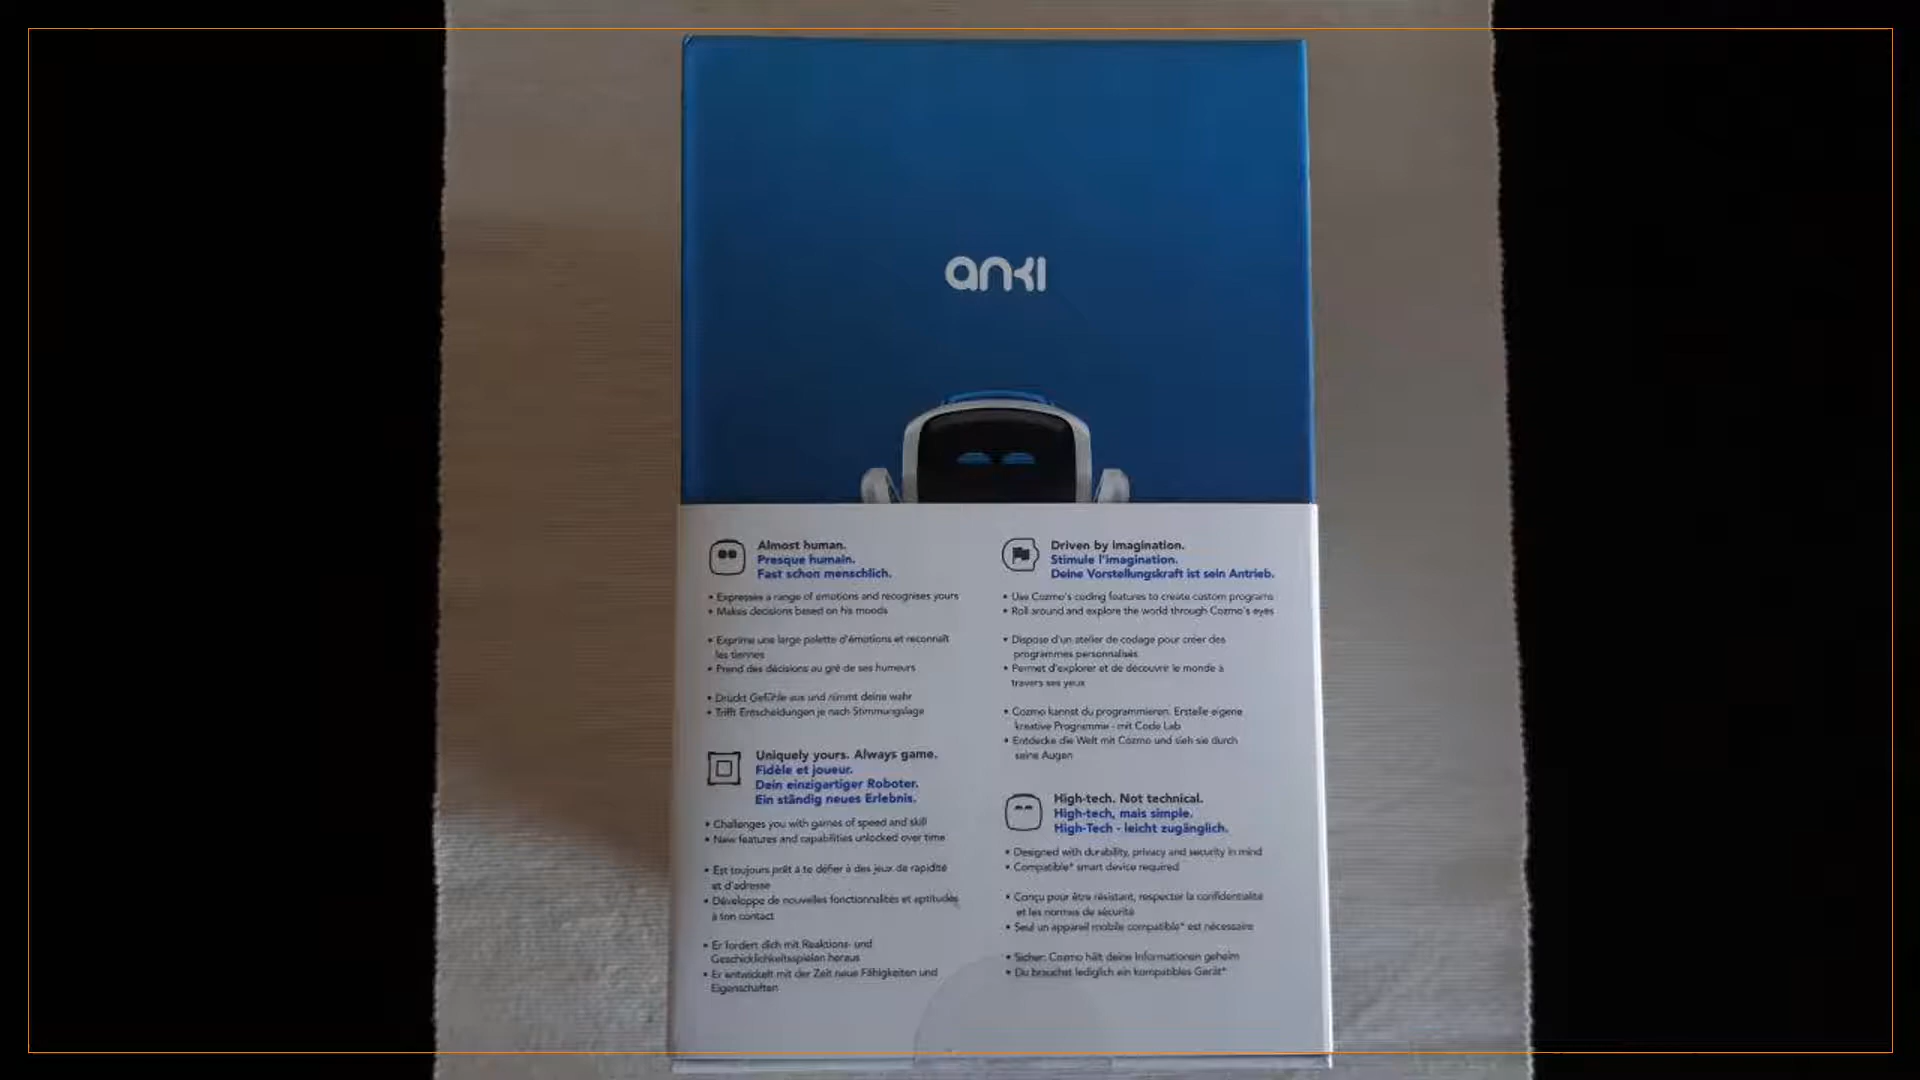 anki
Almost human.
Presque humain.
Fast schon menschlich.
• Expresses a range of emotions and recognises yours
• Makes decisions based on his moods
• Exprime une large palette d'émotions et reconnaît
les tiennes
• Prend des décisions au gré de ses humeurs
• Drückt Gefühle aus und nimmt deine wahr
• Trifft Entscheidungen je nach Stimmungslage
Uniquely yours. Always game.
Fidèle et joueur.
Dein einzigartiger Roboter.
Ein ständig neues Erlebnis.
• Challenges you with games of speed and skill
• New features and capabilities unlocked over time
• Est toujours prêt à te défier à des jeux de rapidité
et d'adresse
• Développe de nouvelles fonctionnalités et aptitudes
à ton contact
• Er fordert dich mit Reaktions- und
Geschicklichkeitsspielen heraus
• Er entwickelt mit der Zeit neue Fähigkeiten und
Eigenschaften
Driven by imagination.
Stimule l'imagination.
Deine Vorstellungskraft ist sein Antrieb.
• Use Cozmo's coding features to create custom programs
• Roll around and explore the world through Cozmo's eyes
• Dispose d'un atelier de codage pour créer des
programmes personnalisés
• Permet d'explorer et de découvrir le monde à
travers ses yeux
• Cozmo kannst du programmieren. Erstelle eigene
kreative Programme - mit Code Lab
• Entdecke die Welt mit Cozmo und sieh sie durch
seine Augen
High-tech. Not technical.
High-tech, mais simple.
High-Tech - leicht zugänglich.
• Designed with durability, privacy and security in mind
• Compatible* smart device required
• Conçu pour être résistant, respecter la confidentialité
et les normes de sécurité
• Seul un appareil mobile compatible* est nécessaire
• Sicher: Cozmo hält deine Informationen geheim
• Du brauchst lediglich ein kompatibles Gerät*